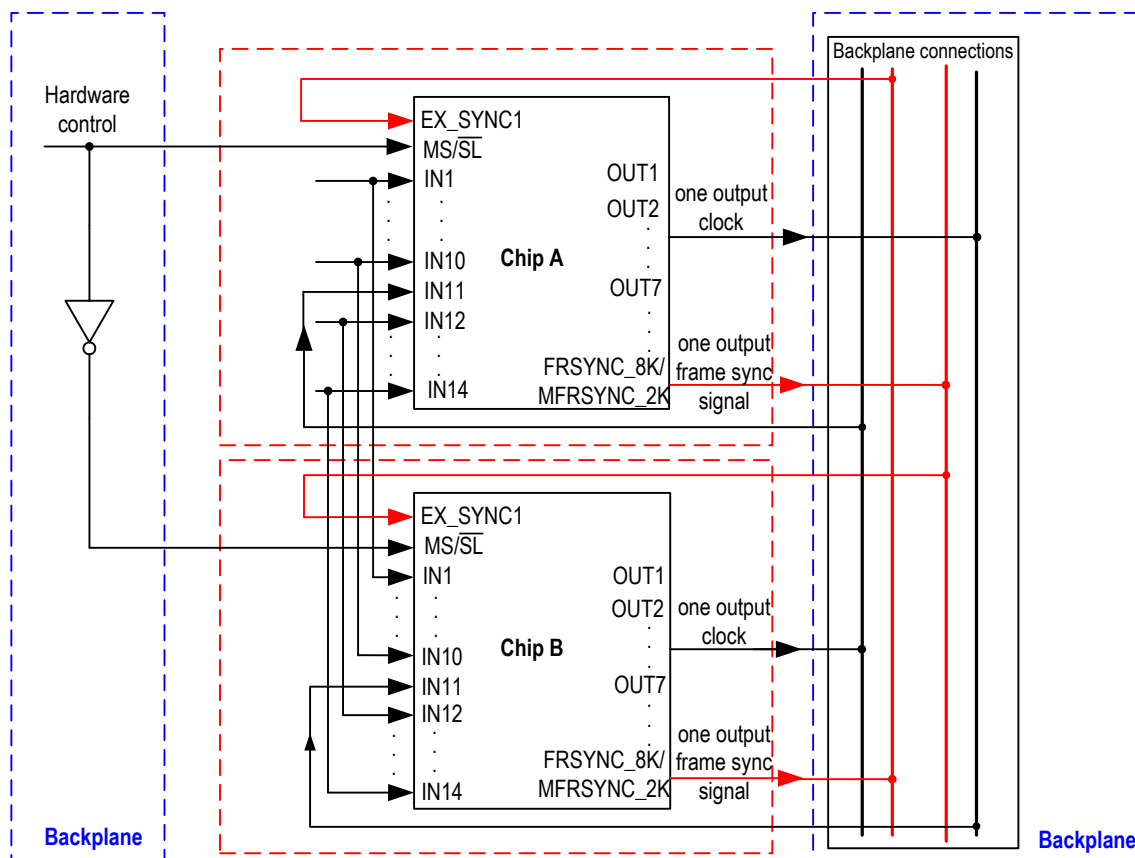 Backplane connections
Hardware
control
EX_SYNC1
MS/SL
IN1
IN10
IN11
IN12
IN14
Chip A
OUT1
OUT2
OUT7
FRSYNC_8K/
MFRSYNC_2K
one output
clock
one output
frame sync
signal
EX_SYNC1
MS/SL
IN1
IN10
IN11
IN12
IN14
Chip B
OUT1
OUT2
OUT7
FRSYNC_8K/
MFRSYNC_2K
one output
clock
one output
frame sync
signal
Backplane
Backplane